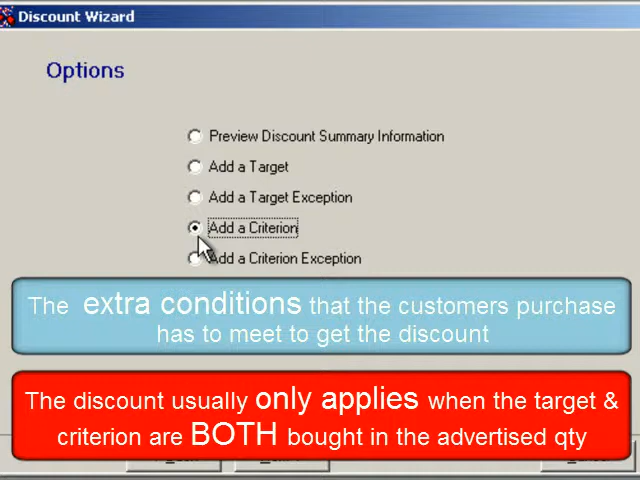 Discount Wizard
Options
Preview Discount Summary Information
Add a Target
Add a Target Exception
Add a Criterion
Add a Criterion Exception
The extra conditions that the customers purchase
has to meet to get the discount
The discount usually only applies when the target &
criterion are BOTH bought in the advertised qty